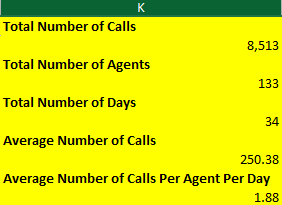 K
Total Number of Calls
8,513
Total Number of Agents
133
Total Number of Days
34
Average Number of Calls
250.38
Average Number of Calls Per Agent Per Day
1.88